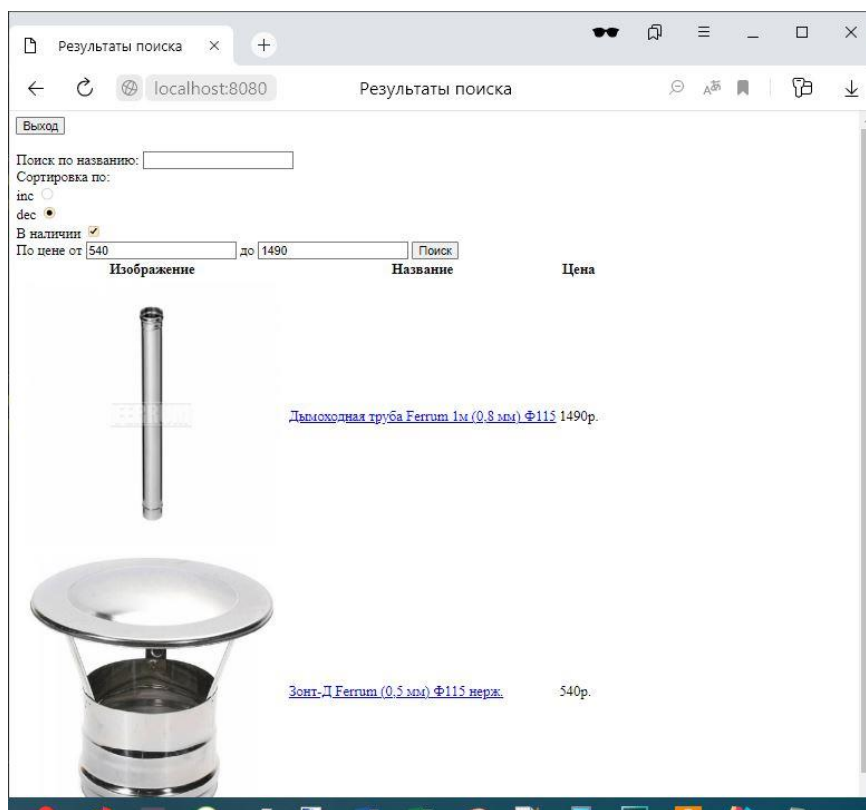 Результаты поиска
localhost:8080 Результаты поиска
Выход
Поиск по названию:
Сортировка по:
inc
dec
В наличии
По цене от 540 до 1490 Поиск
Изображение Название Цена
Дымоходная труба Ferrum 1м (0,8 мм) Ф115 1490р.
Зонт-Д Ferrum (0,5 мм) Ф115 нерж. 540р.